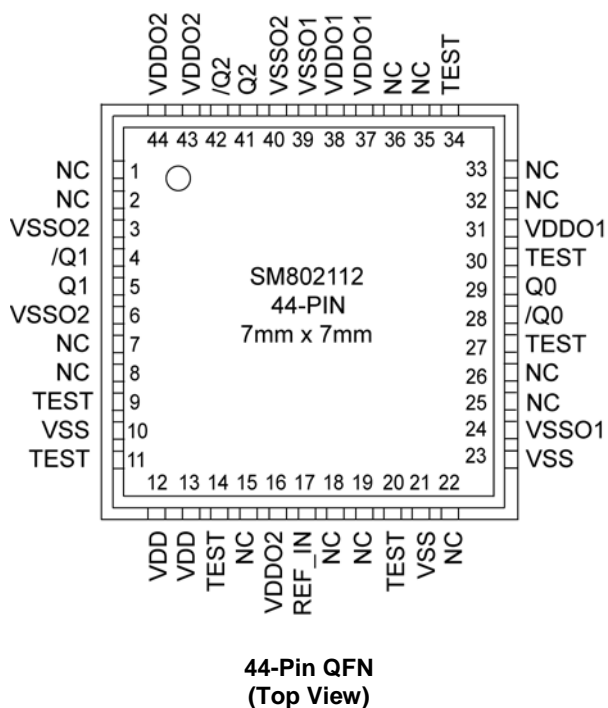 VDDO2
VDDO2
/Q2
Q2
VSSO2
VSSO1
VDDO1
VDDO1
NC
NC
TEST
44 43 42 41 40 39 38 37 36 35 34
NC 1
NC 2
VSSO2 3
/Q1 4
Q1 5
VSSO2 6
NC 7
NC 8
TEST 9
VSS 10
TEST 11
SM802112
44-PIN
7mm x 7mm
33 NC
32 NC
31 VDDO1
30 TEST
29 Q0
28 /Q0
27 TEST
26 NC
25 NC
24 VSSO1
23 VSS
12 13 14 15 16 17 18 19 20 21 22
VDD
VDD
TEST
NC
VDDO2
REF_IN
NC
NC
TEST
VSS
NC
44-Pin QFN
(Top View)